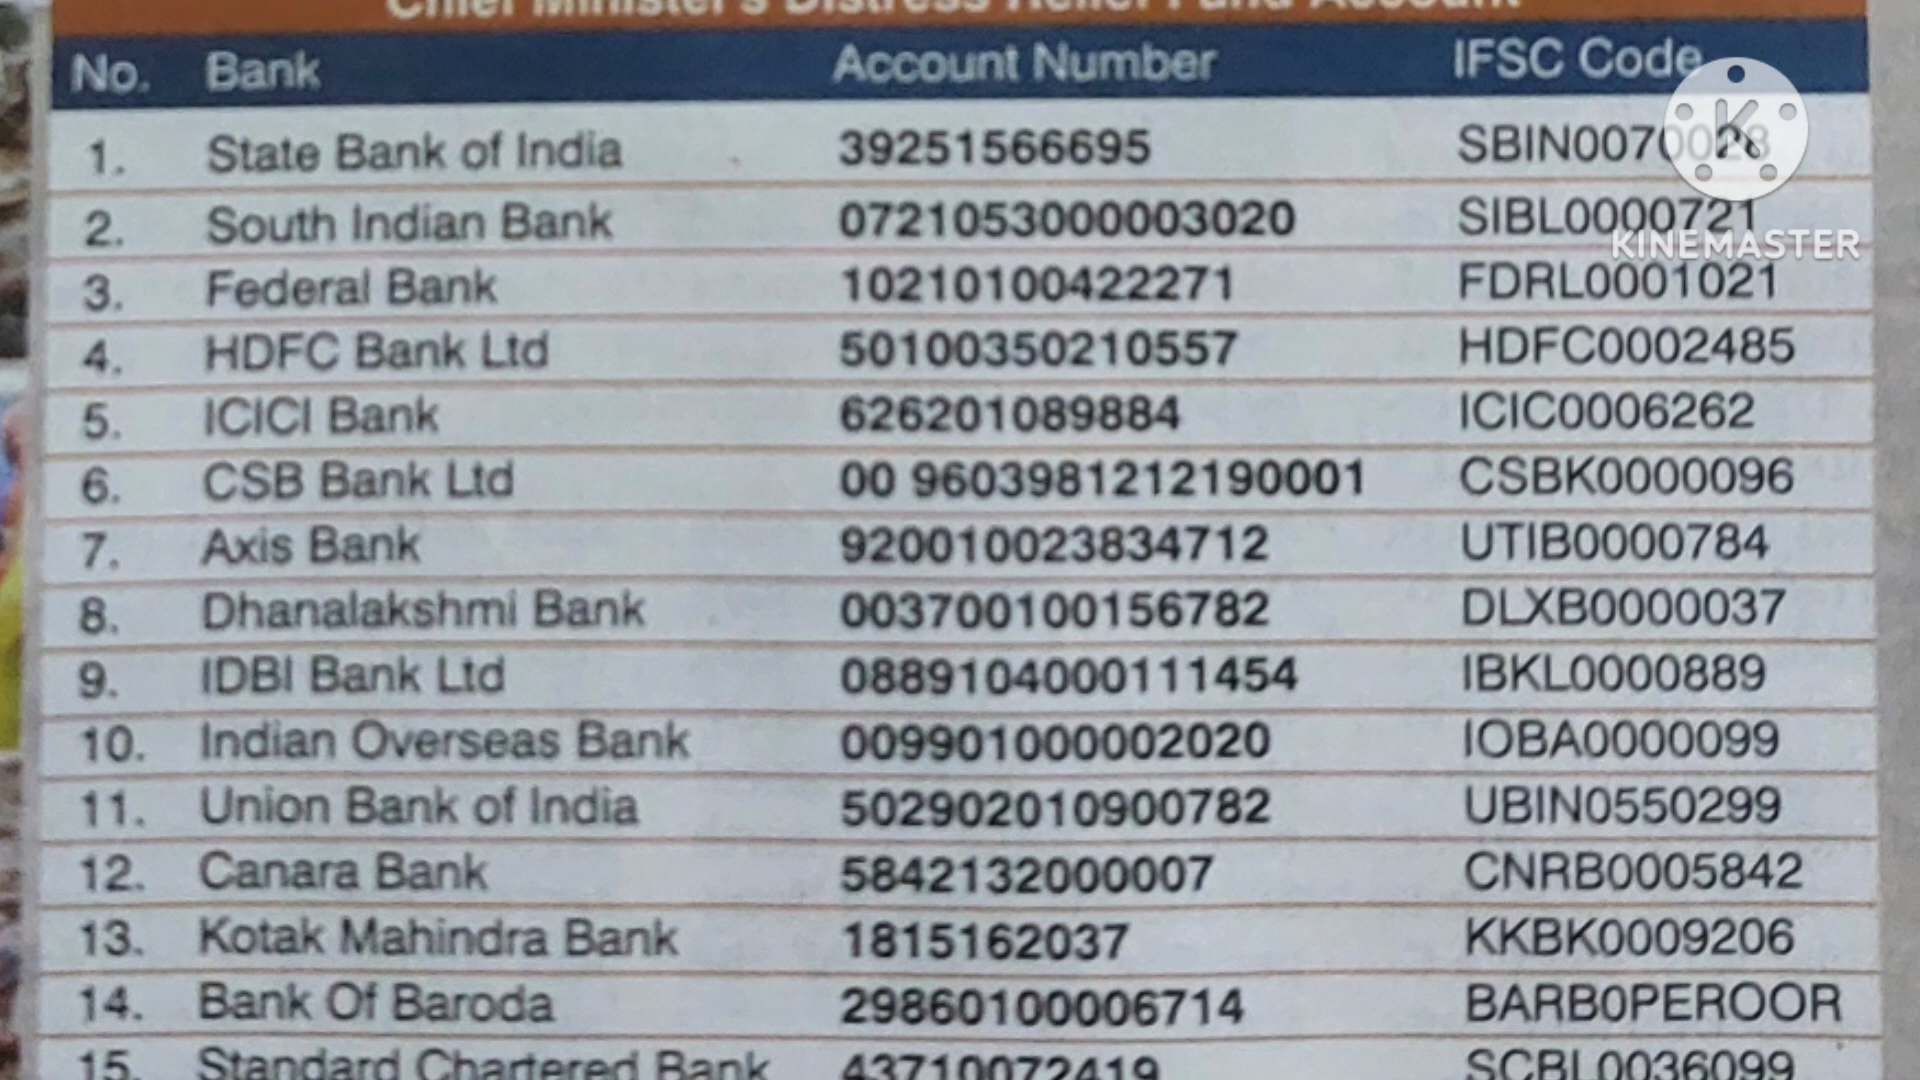 Chief Minister's Distress Relief Fund Account
No. Bank Account Number IFSC Code
1. State Bank of India 39251566695 SBIN0070028
2. South Indian Bank 0721053000003020 SIBL0000721
KINEMASTER
3. Federal Bank 10210100422271 FDRL0001021
4. HDFC Bank Ltd 50100350210557 HDFC0002485
5. ICICI Bank 626201089884 ICIC0006262
6. CSB Bank Ltd 00 9603981212190001 CSBK0000096
7. Axis Bank 920010023834712 UTIB0000784
8. Dhanalakshmi Bank 003700100156782 DLXB0000037
9. IDBI Bank Ltd 0889104000111454 IBKL0000889
10. Indian Overseas Bank 009901000002020 IOBA0000099
11. Union Bank of India 502902010900782 UBIN0550299
12. Canara Bank 5842132000007 CNRB0005842
13. Kotak Mahindra Bank 1815162037 KKBK0009206
14. Bank Of Baroda 29860100006714 BARB0PEROOR
15. Standard Chartered Bank 43710072419 SCBL0036099